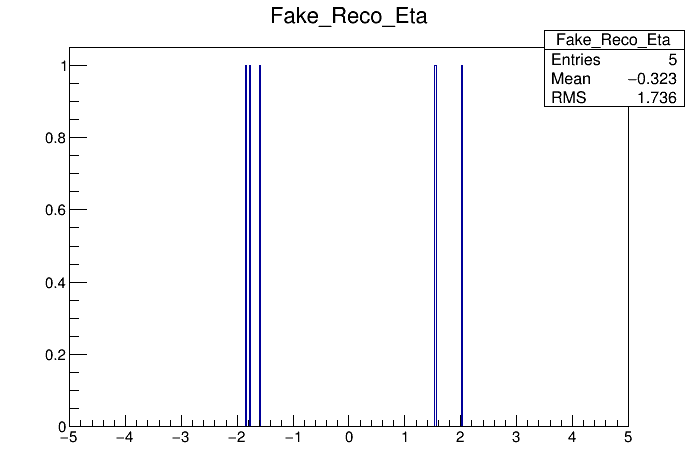 Fake_Reco_Eta
Fake_Reco_Eta
Entries 5
Mean −0.323
RMS 1.736
1
0.8
0.6
0.4
0.2
0
−5 −4 −3 −2 −1 0 1 2 3 4 5